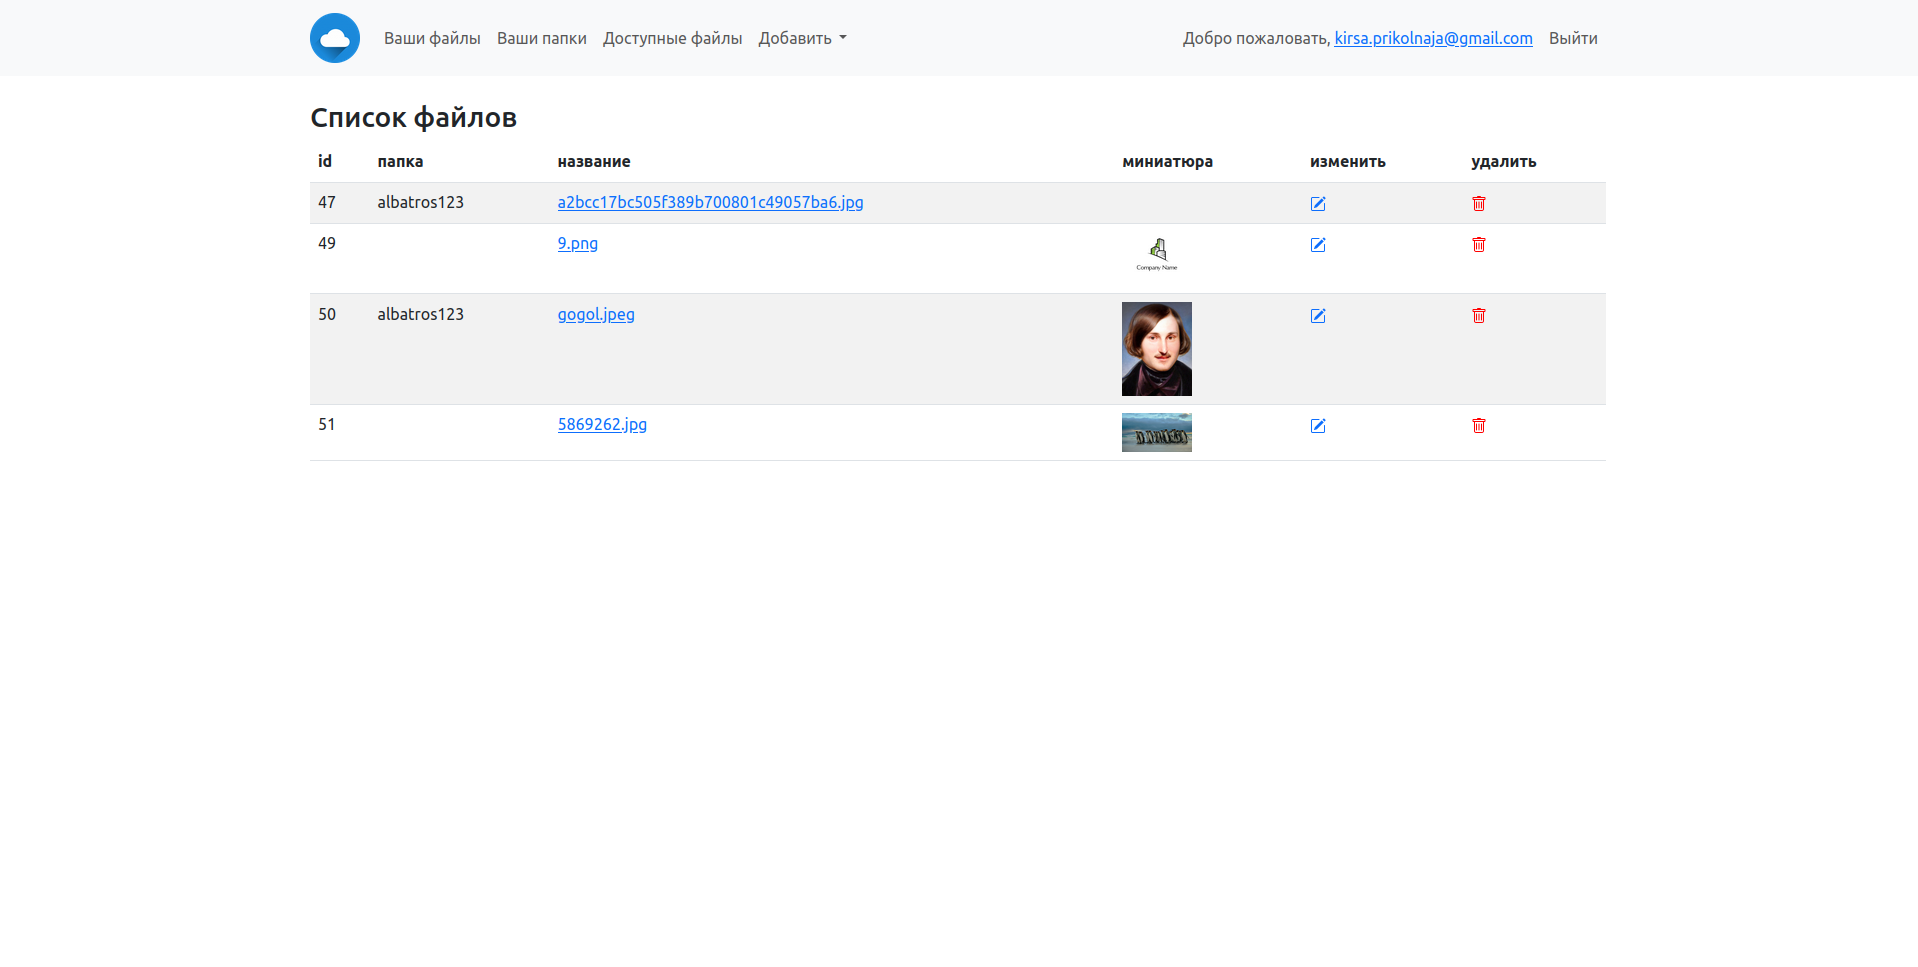 Ваши файлы Ваши папки Доступные файлы Добавить Добро пожаловать, kirsa.prikolnaja@gmail.com Выйти
Список файлов
id папка название миниатюра изменить удалить
47 albatros123 a2bcc17bc505f389b700801c49057ba6.jpg
49 9.png
Company Name
50 albatros123 gogol.jpeg
51 5869262.jpg